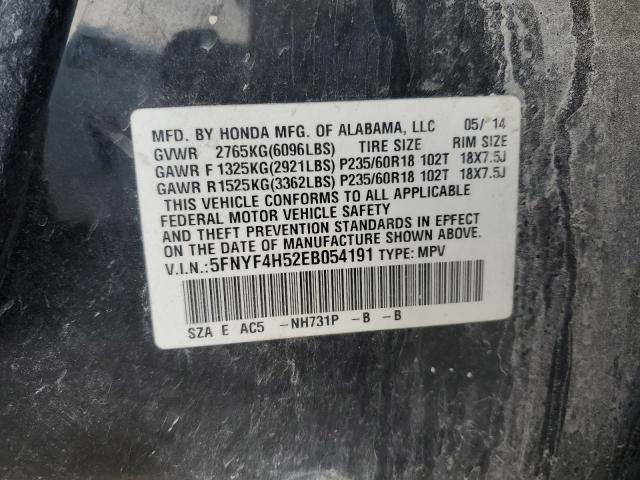 MFD. BY HONDA MFG. OF ALABAMA, LLC 05/ 14
GVWR 2765KG(6096LBS) TIRE SIZE RIM SIZE
GAWR F 1325KG(2921LBS) P235/60R18 102T 18X7.5J
GAWR R 1525KG(3362LBS) P235/60R18 102T 18X7.5J
THIS VEHICLE CONFORMS TO ALL APPLICABLE
FEDERAL MOTOR VEHICLE SAFETY
AND THEFT PREVENTION STANDARDS IN EFFECT
ON THE DATE OF MANUFACTURE SHOWN ABOVE.
V.I.N.: 5FNYF4H52EB054191 TYPE: MPV
SZA E AC5 -NH731P -B -B